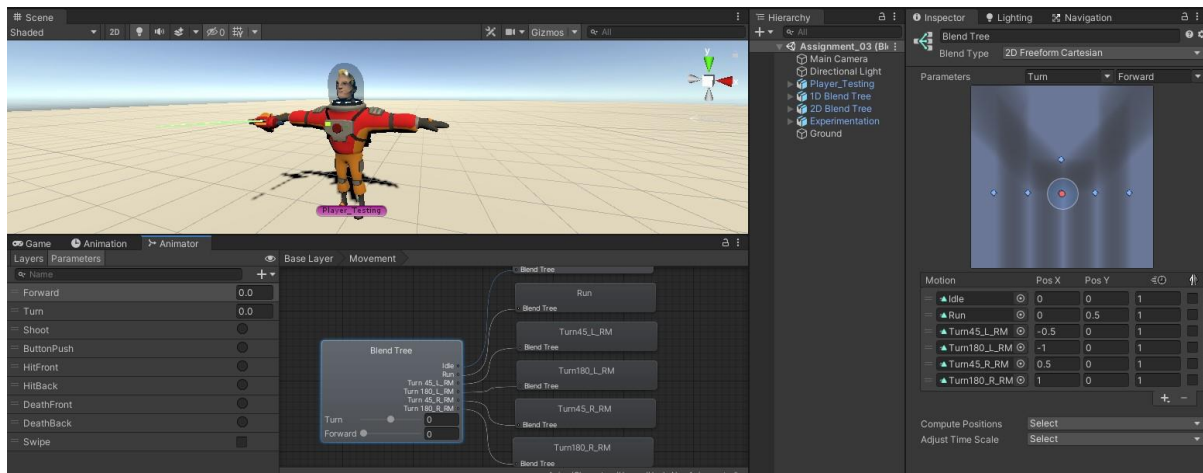 Scene
Shaded
2D
0
Gizmos
All
y
x
Player_Testing
Hierarchy
All
Assignment_03 (Bl
Main Camera
Directional Light
Player_Testing
1D Blend Tree
2D Blend Tree
Experimentation
Ground
Inspector Lighting Navigation
Blend Tree
Blend Type 2D Freeform Cartesian
Parameters Turn Forward
Motion Pos X Pos Y
Idle 0 0 1
Run 0 0.5 1
Turn45_L_RM -0.5 0 1
Turn180_L_RM -1 0 1
Turn45_R_RM 0.5 0 1
Turn180_R_RM 1 0 1
Compute Positions Select
Adjust Time Scale Select
Game Animation Animator
Layers Parameters
Name
Forward 0.0
Turn 0.0
Shoot
ButtonPush
HitFront
HitBack
DeathFront
DeathBack
Swipe
Base Layer Movement
Blend Tree
Idle
Run
Turn 45_L_RM
Turn 180_L_RM
Turn 45_R_RM
Turn 180_R_RM
Turn 0
Forward 0
Blend Tree
Run
Blend Tree
Turn45_L_RM
Blend Tree
Turn180_L_RM
Blend Tree
Turn45_R_RM
Blend Tree
Turn180_R_RM